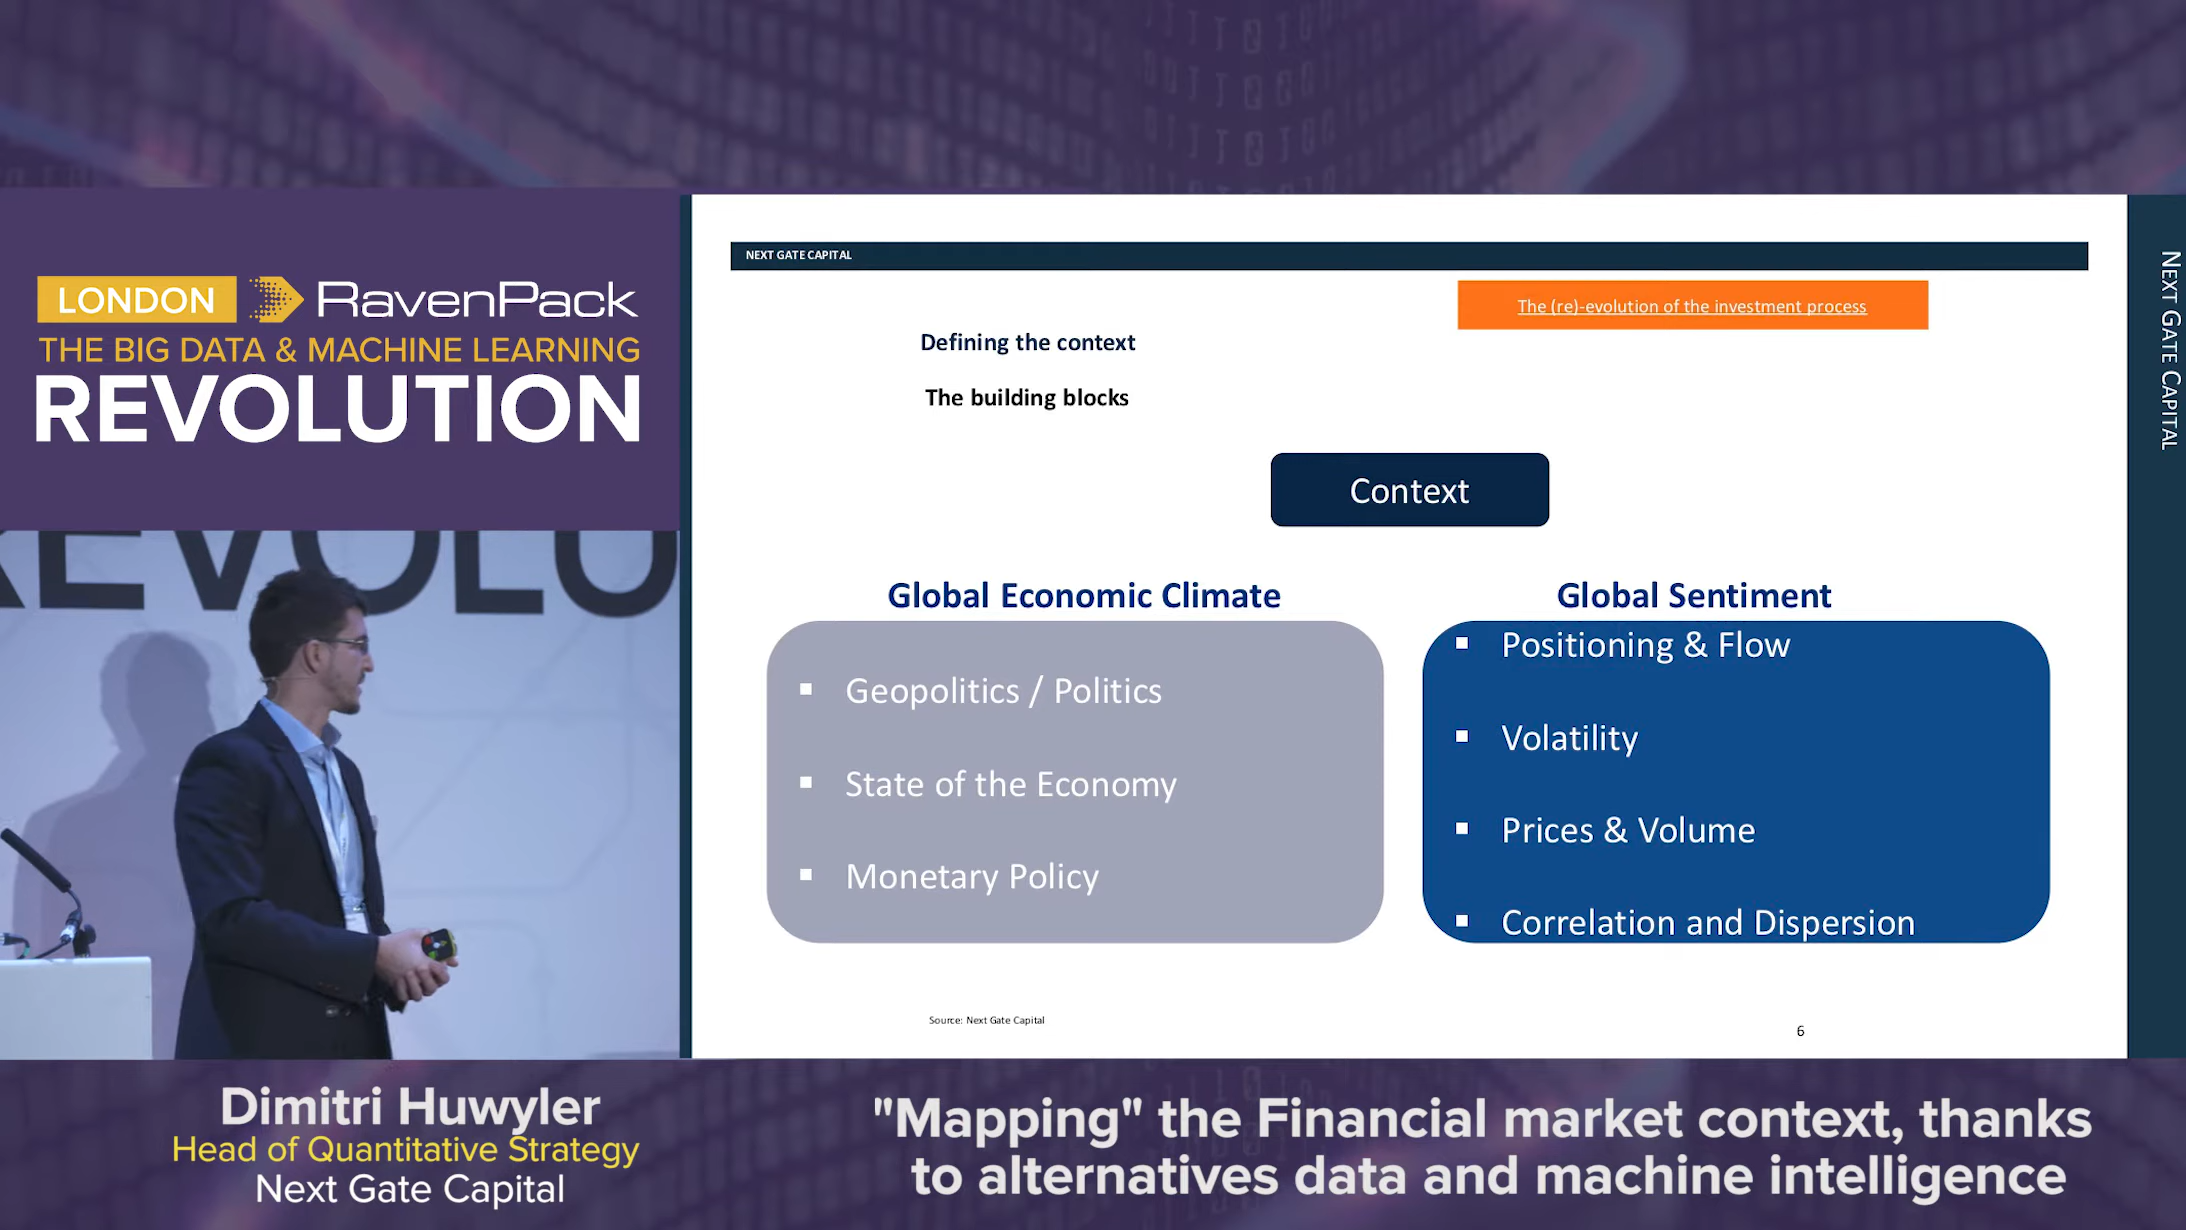 LONDON RavenPack
THE BIG DATA & MACHINE LEARNING
REVOLUTION
REVOLU
NEXT GATE CAPITAL
The (re)-evolution of the investment process
Defining the context
The building blocks
Context
Global Economic Climate
▪ Geopolitics / Politics
▪ State of the Economy
▪ Monetary Policy
Global Sentiment
▪ Positioning & Flow
▪ Volatility
▪ Prices & Volume
▪ Correlation and Dispersion
Source: Next Gate Capital
6
NEXT GATE CAPITAL
Dimitri Huwyler
Head of Quantitative Strategy
Next Gate Capital
"Mapping" the Financial market context, thanks
to alternatives data and machine intelligence